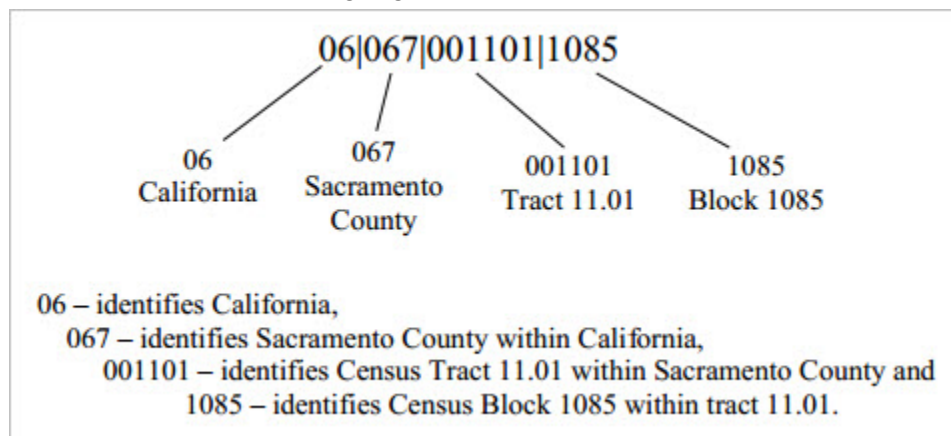 06|067|001101|1085
06
California
067
Sacramento
County
001101
Tract 11.01
1085
Block 1085
06 – identifies California,
067 – identifies Sacramento County within California,
001101 – identifies Census Tract 11.01 within Sacramento County and
1085 – identifies Census Block 1085 within tract 11.01.